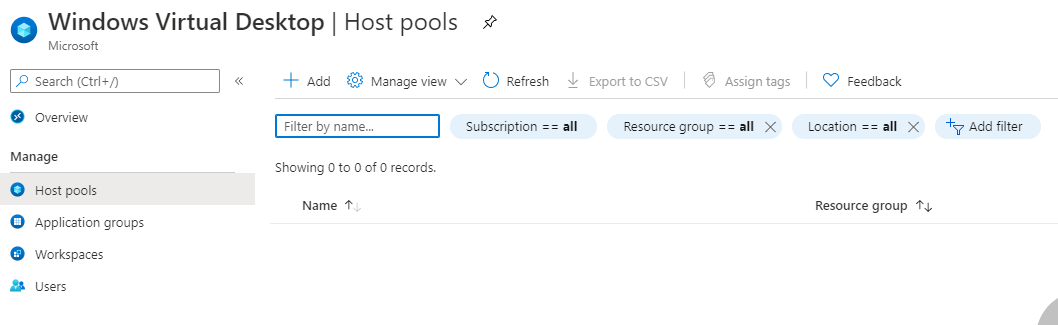 Windows Virtual Desktop | Host pools
Microsoft
Search (Ctrl+/)
«
Overview
Manage
Host pools
Application groups
Workspaces
Users
Add Manage view Refresh Export to CSV Assign tags Feedback
Filter by name... Subscription == all Resource group == all Location == all Add filter
Showing 0 to 0 of 0 records.
Name ↑↓ Resource group ↑↓